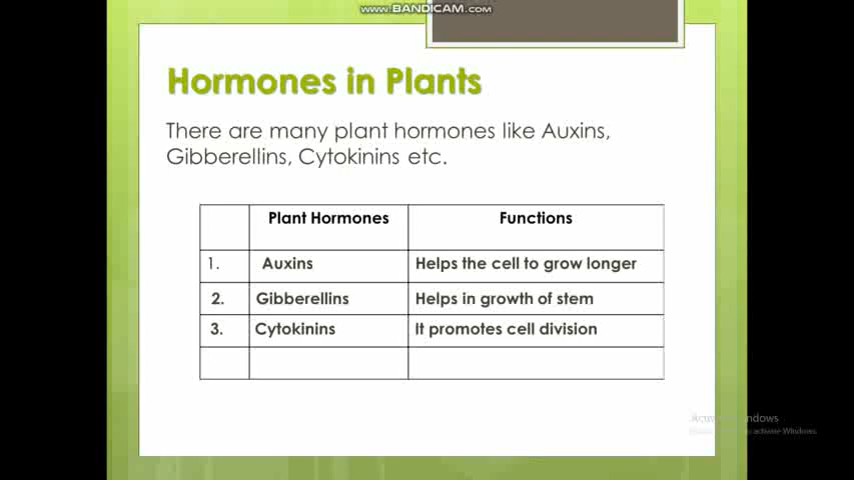 www.BANDICAM.com
Hormones in Plants
There are many plant hormones like Auxins,
Gibberellins, Cytokinins etc.
Plant Hormones Functions
1. Auxins Helps the cell to grow longer
2. Gibberellins Helps in growth of stem
3. Cytokinins It promotes cell division
activate Windows.